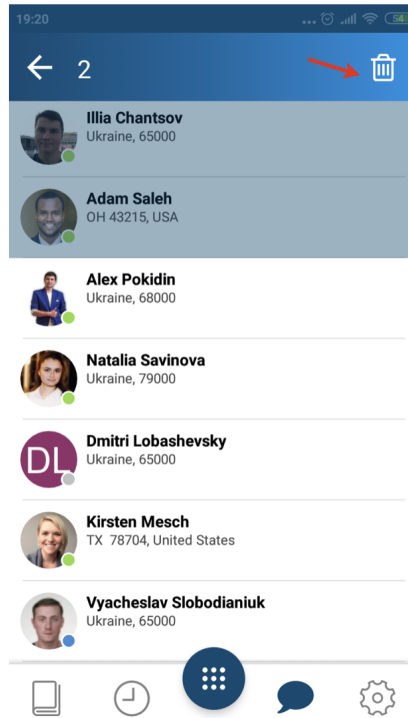 19:20
54
2
Illia Chantsov
Ukraine, 65000
Adam Saleh
OH 43215, USA
Alex Pokidin
Ukraine, 68000
Natalia Savinova
Ukraine, 79000
DL
Dmitri Lobashevsky
Ukraine, 65000
Kirsten Mesch
TX 78704, United States
Vyacheslav Slobodianiuk
Ukraine, 65000